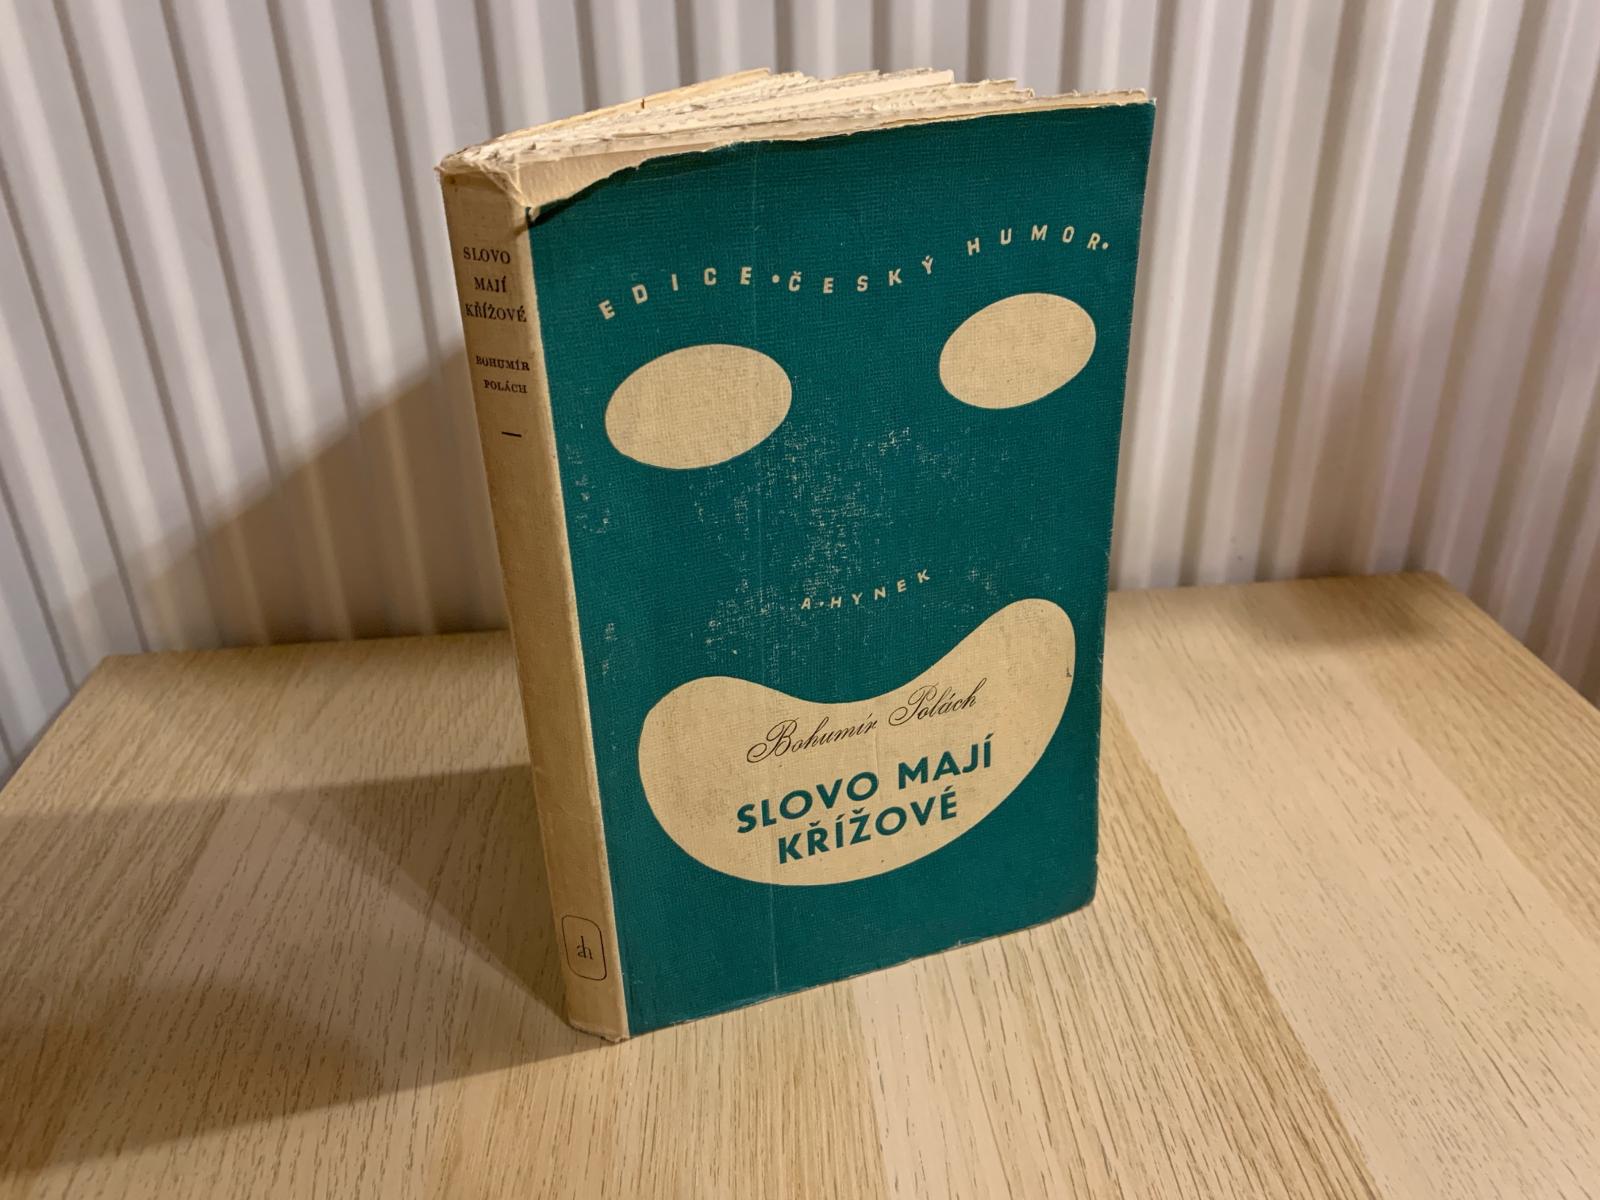 SLOVO
MAJÍ
KŘÍŽOVÉ
BOHUMÍR
POLÁCH
ah
EDICE•ČESKÝ HUMOR•
A•HYNEK
Bohumír Polách
SLOVO MAJÍ
KŘÍŽOVÉ